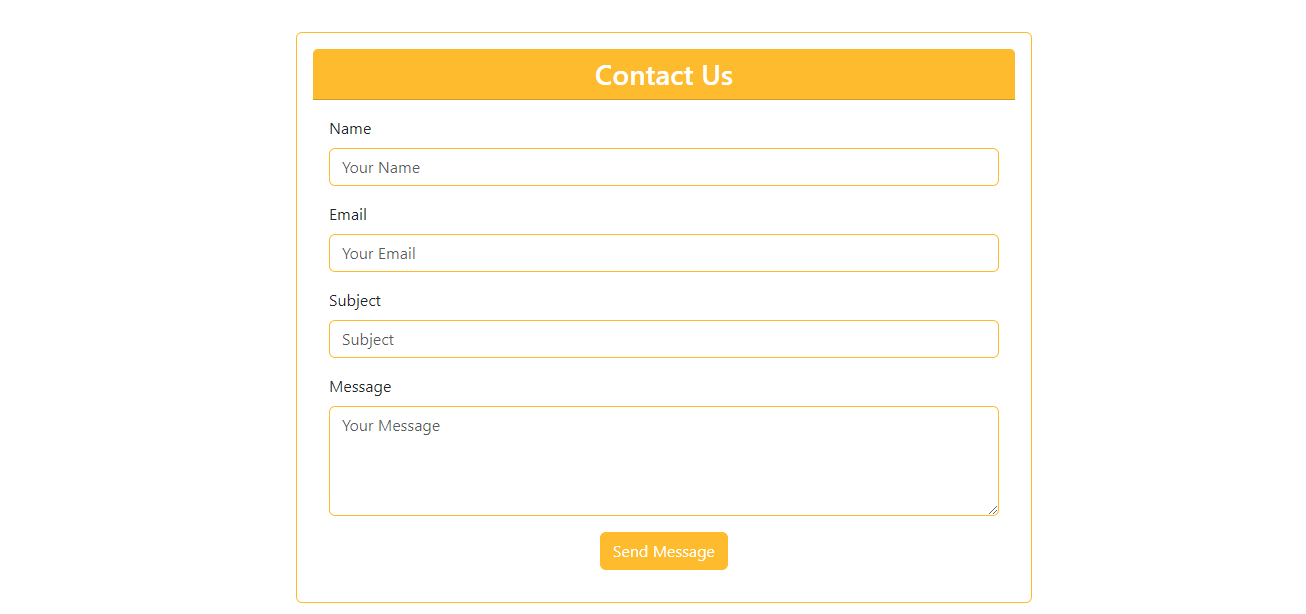 Contact Us
Name
Your Name
Email
Your Email
Subject
Subject
Message
Your Message
Send Message